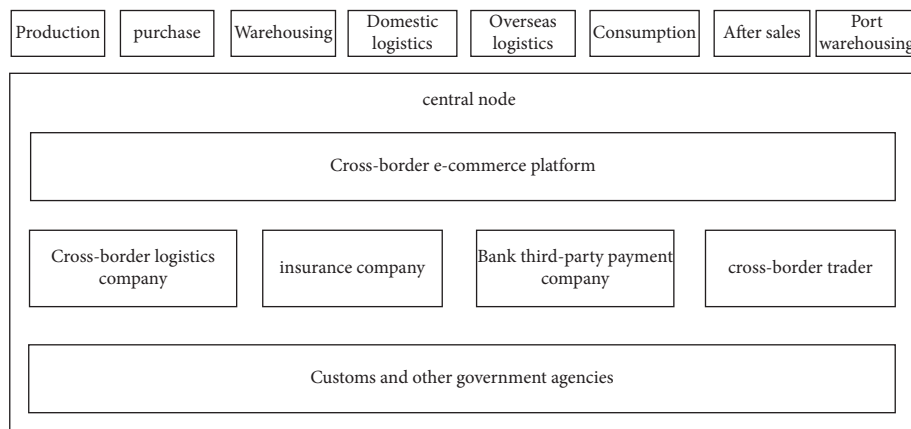 Production
purchase
Warehousing
Domestic
logistics
Overseas
logistics
Consumption
After sales
Port
warehousing
central node
Cross-border e-commerce platform
Cross-border logistics
company
insurance company
Bank third-party payment
company
cross-border trader
Customs and other government agencies